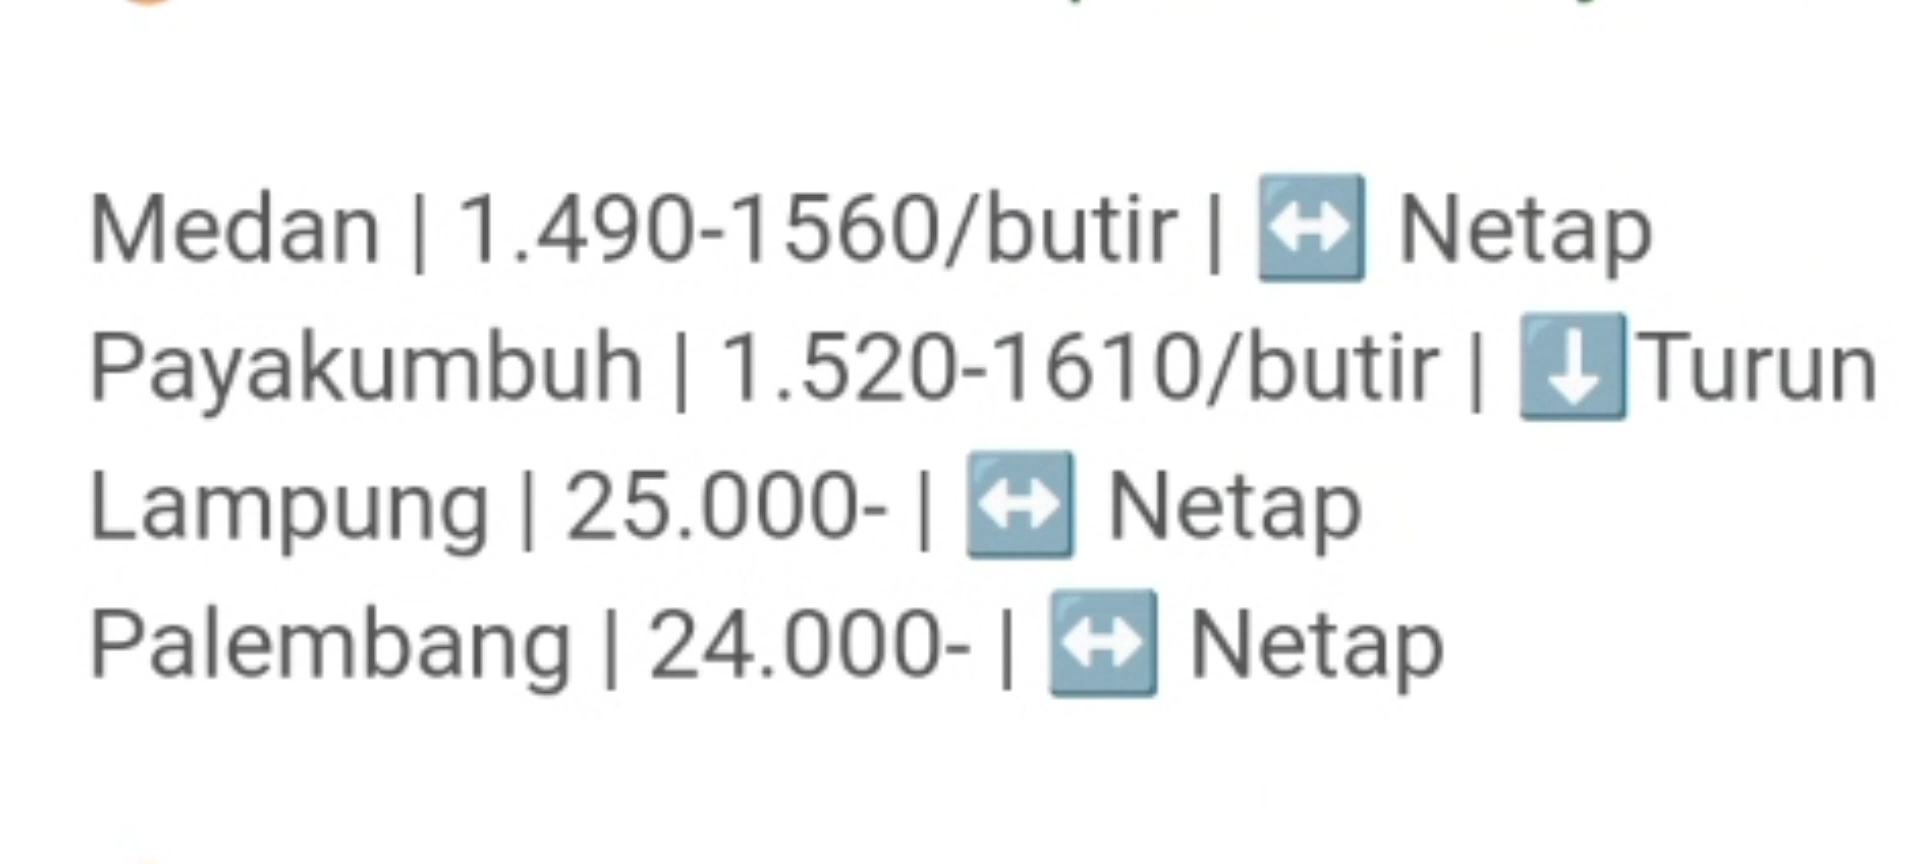 Medan | 1.490-1560/butir | ↔️ Netap
Payakumbuh | 1.520-1610/butir | ⬇️Turun
Lampung | 25.000- | ↔️ Netap
Palembang | 24.000- | ↔️ Netap